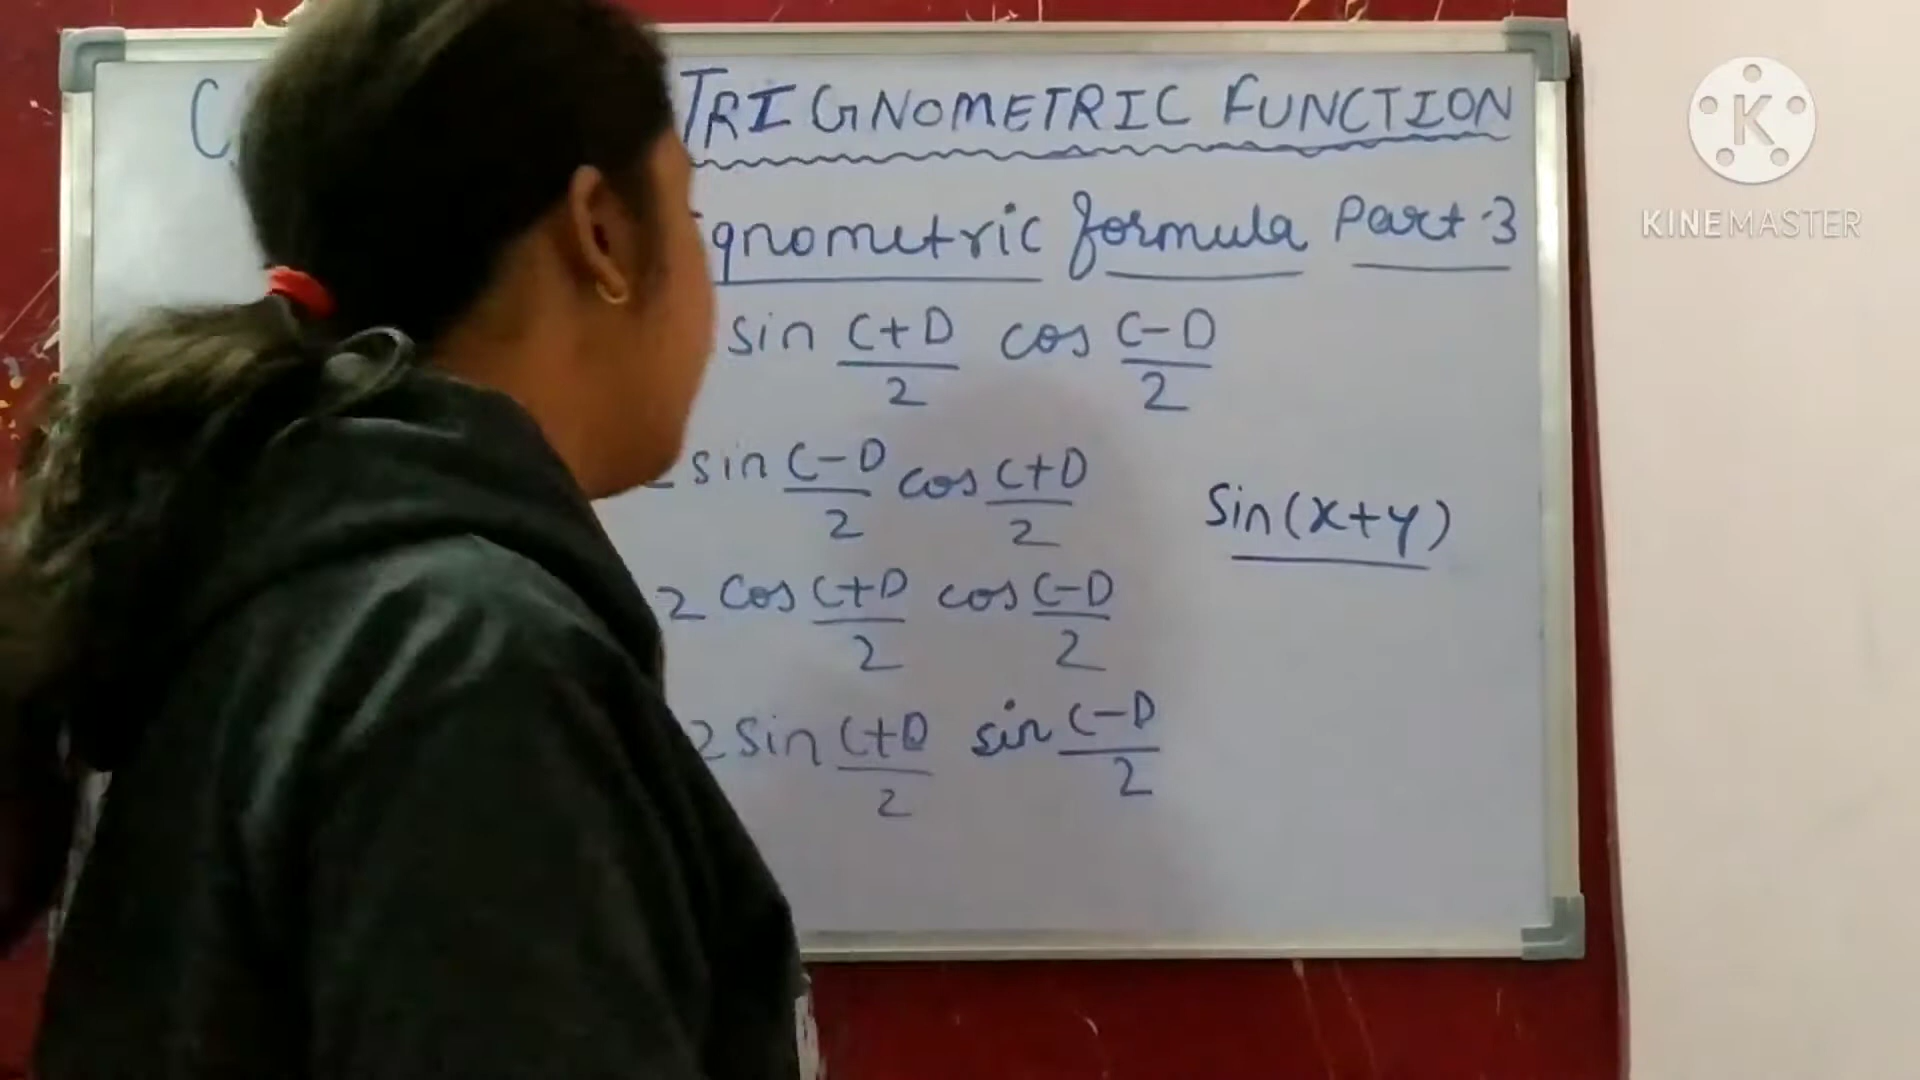 TRIGNOMETRIC FUNCTION
formula Part-3
sin C+D/2 cos C-D/2
sin C-D/2 cos C+D/2
2 cos C+D/2 cos C-D/2
2 sin C+D/2 sin C-D/2
Sin(x+y)
K
KINEMASTER